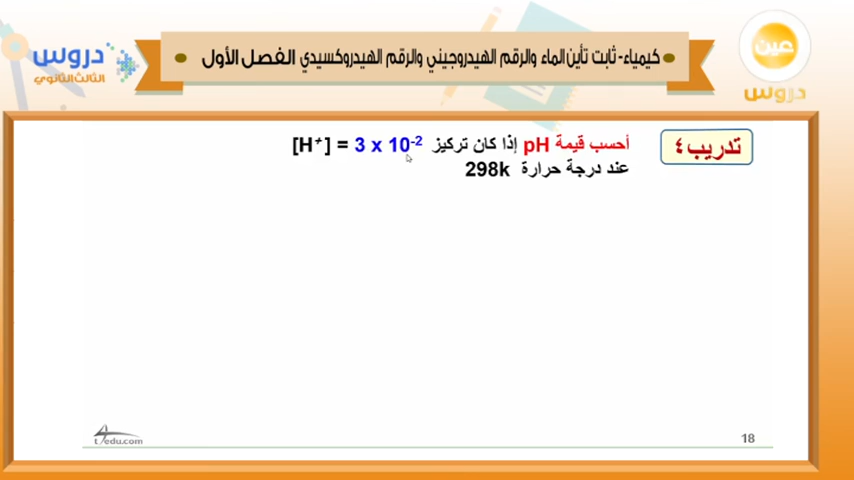 كيمياء- ثابت تأين الماء والرقم الهيدروجيني والرقم الهيدروكسيدي الفصل الأول
دروس
الثالث الثانوي
عين
دروس
تدريب ٤
أحسب قيمة pH إذا كان تركيز [H⁺] = 3 x 10⁻²
عند درجة حرارة 298k
t4edu.com
18